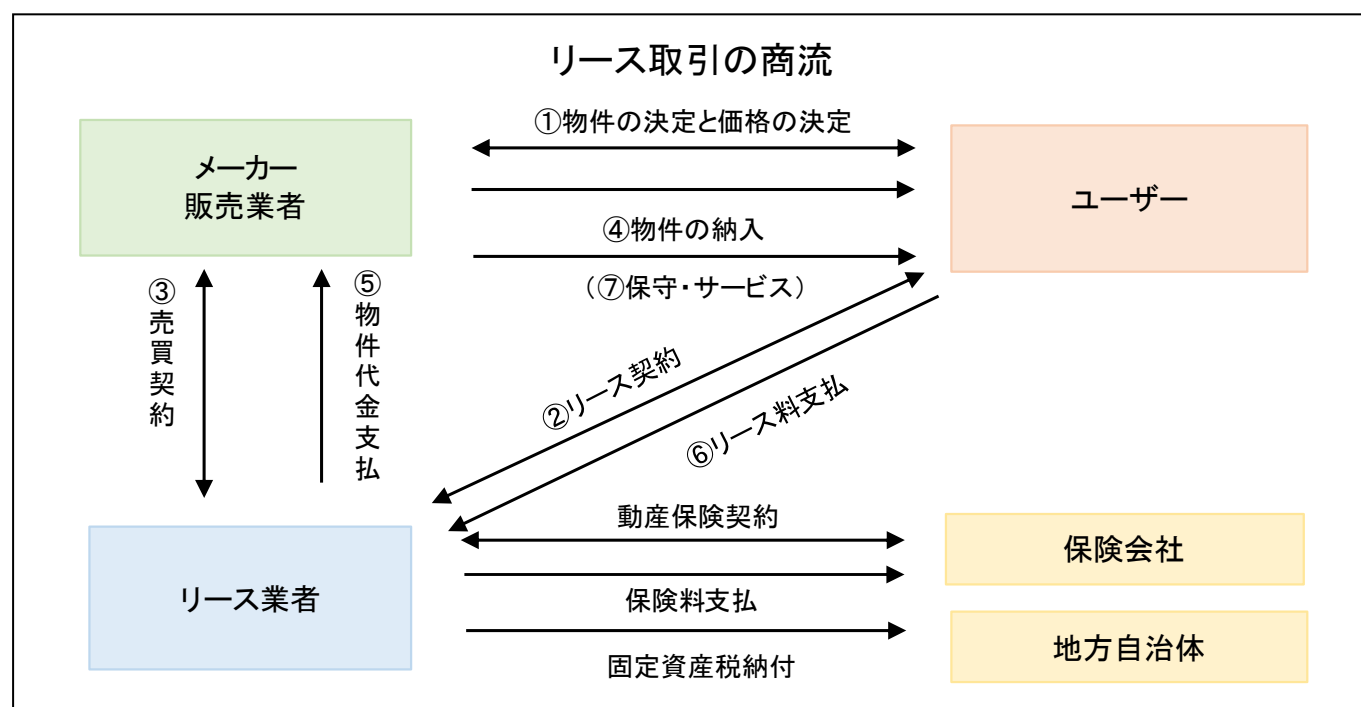 リース取引の商流
①物件の決定と価格の決定
メーカー
販売業者
ユーザー
④物件の納入
（⑦保守・サービス）
③売買契約
⑤物件代金支払
②リース契約
⑥リース料支払
動産保険契約
保険会社
リース業者
保険料支払
地方自治体
固定資産税納付